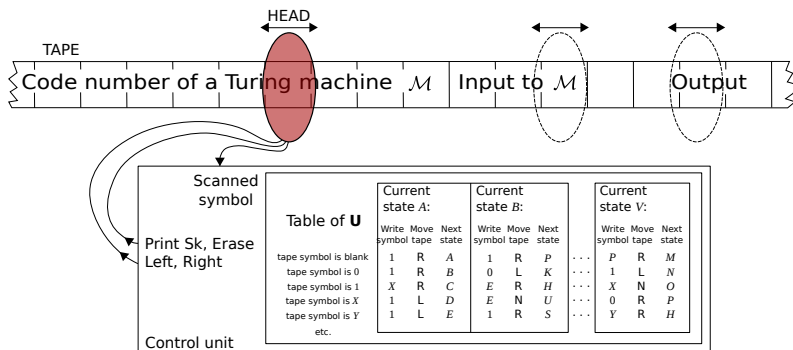 HEAD
TAPE
Code number of a Turing machine ℳ Input to ℳ Output
Scanned
symbol
Print Sk, Erase
Left, Right
Control unit
Table of U
Current
state A:
Current
state B:
Current
state V:
Write Move Next Write Move Next Write Move Next
symbol tape state symbol tape state symbol tape state
tape symbol is blank 1 R A 1 R P · · · P R M
tape symbol is 0 1 R B 0 L K · · · 1 L N
tape symbol is 1 X R C E R H · · · X N O
tape symbol is X 1 L D E N U · · · 0 R P
tape symbol is Y 1 L E 1 R S · · · Y R H
etc.